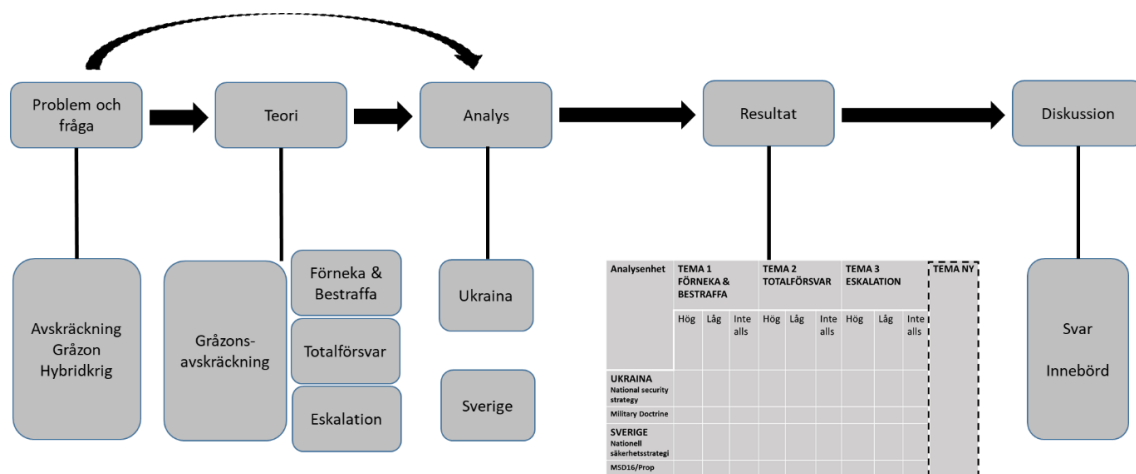 Problem och
fråga
Teori
Analys
Resultat
Diskussion
Avskräckning
Gråzon
Hybridkrig
Gråzons-
avskräckning
Förneka &
Bestraffa
Totalförsvar
Eskalation
Ukraina
Sverige
Analysenhet
TEMA 1
FÖRNEKA &
BESTRAFFA
TEMA 2
TOTALFÖRSVAR
TEMA 3
ESKALATION
TEMA NY
Hög
Låg
Inte
alls
Hög
Låg
Inte
alls
Hög
Låg
Inte
alls
UKRAINA
National security
strategy
Military Doctrine
SVERIGE
Nationell
säkerhetsstrategi
MSD16/Prop
Svar
Innebörd